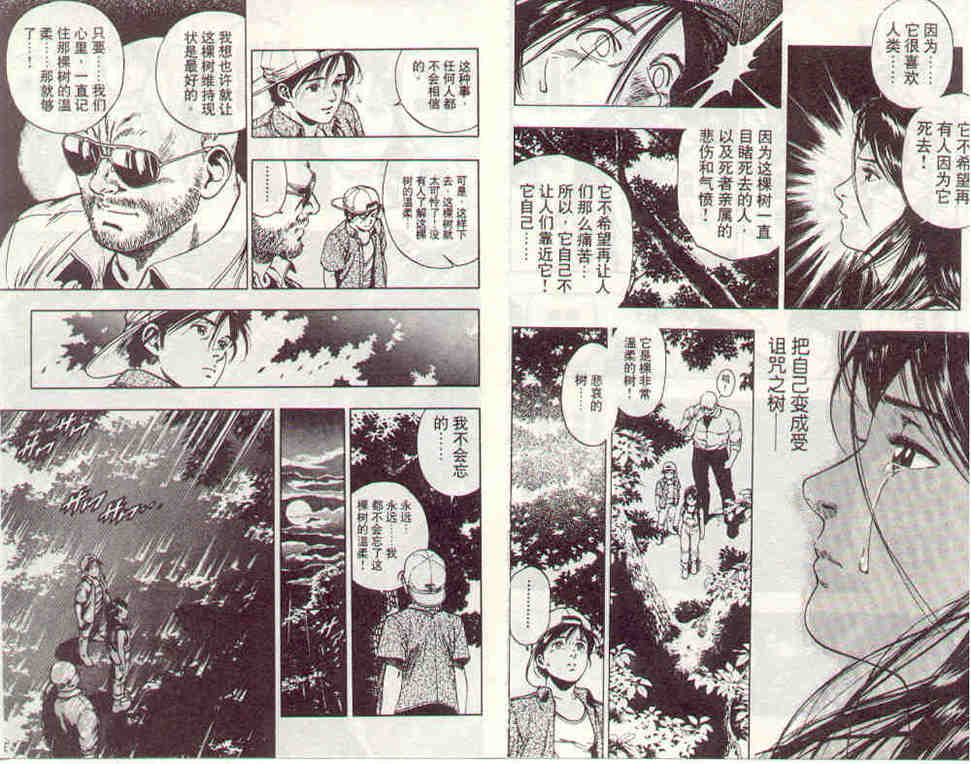 因为……
它很喜欢
人类……
它不希望再
有人因为它
死去！
因为这棵树一直
目睹死去的人，
以及死者亲属的
悲伤和气愤！
它不希望再让人
们那么痛苦…
所以，它自己不
让人们靠近它！
它自己……
把自己变成受
诅咒之树——
它是棵非常
温柔的树！
悲哀的
树……
………
这种事，
任何人都
不会相信
的。
我想也许就让
这棵树维持现
状是最好的。
只要……我们
心里，一直记
住那棵树的温
柔……那就够
了……！
可是，这样下
去，这棵树就
太可怜了！没
有人了解这棵
树的温柔…
………
我不会忘
的……
永远…
永远……我
都不会忘了这
棵树的温柔！
ザァァ
ザァァ…